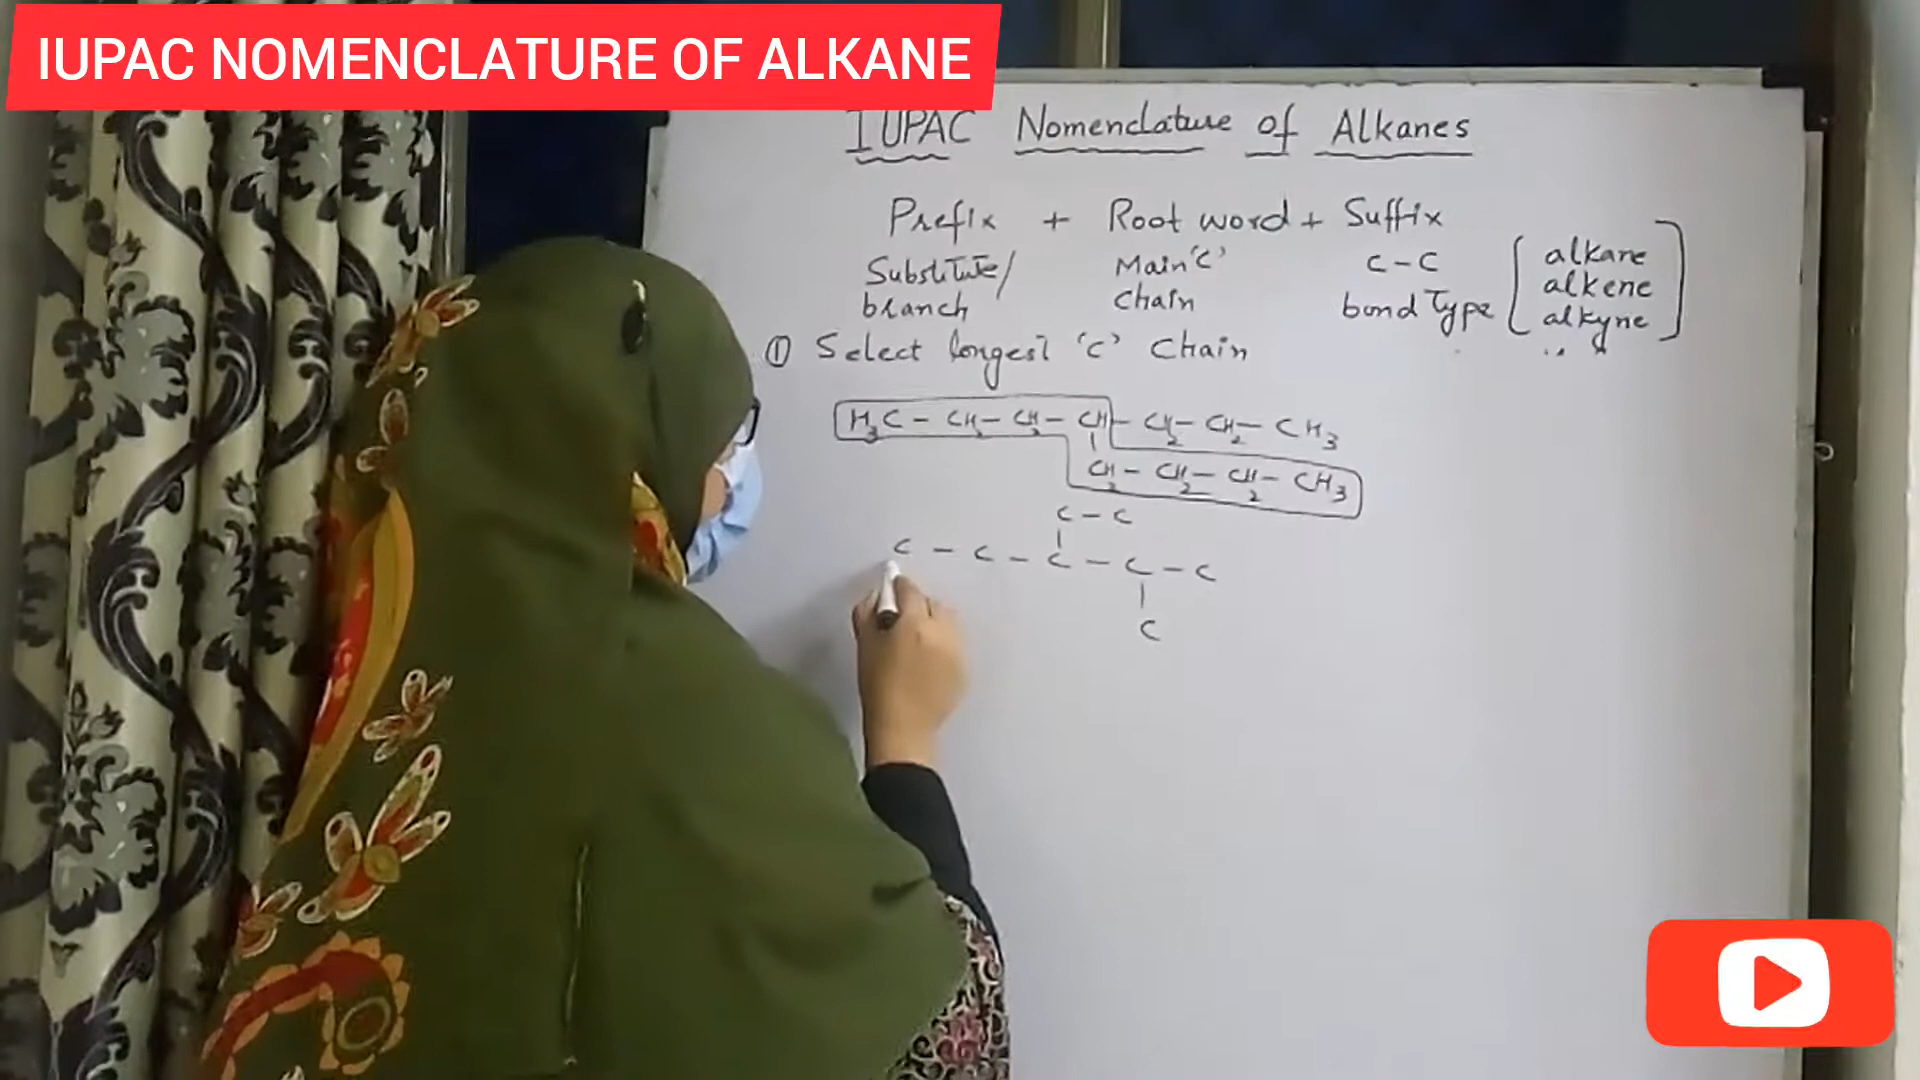 IUPAC NOMENCLATURE OF ALKANE
IUPAC Nomenclature of Alkanes
Prefix + Root word + Suffix
Substitute/ Main 'C' C-C [alkane
branch Chain bond Type alkene
alkyne]
① Select longest 'C' Chain
H₃C - CH₂ - CH₂ - CH - CH₂ - CH₂ - CH₃
CH₂ - CH₂ - CH₂ - CH₃
C - C
C - C - C - C - C
C